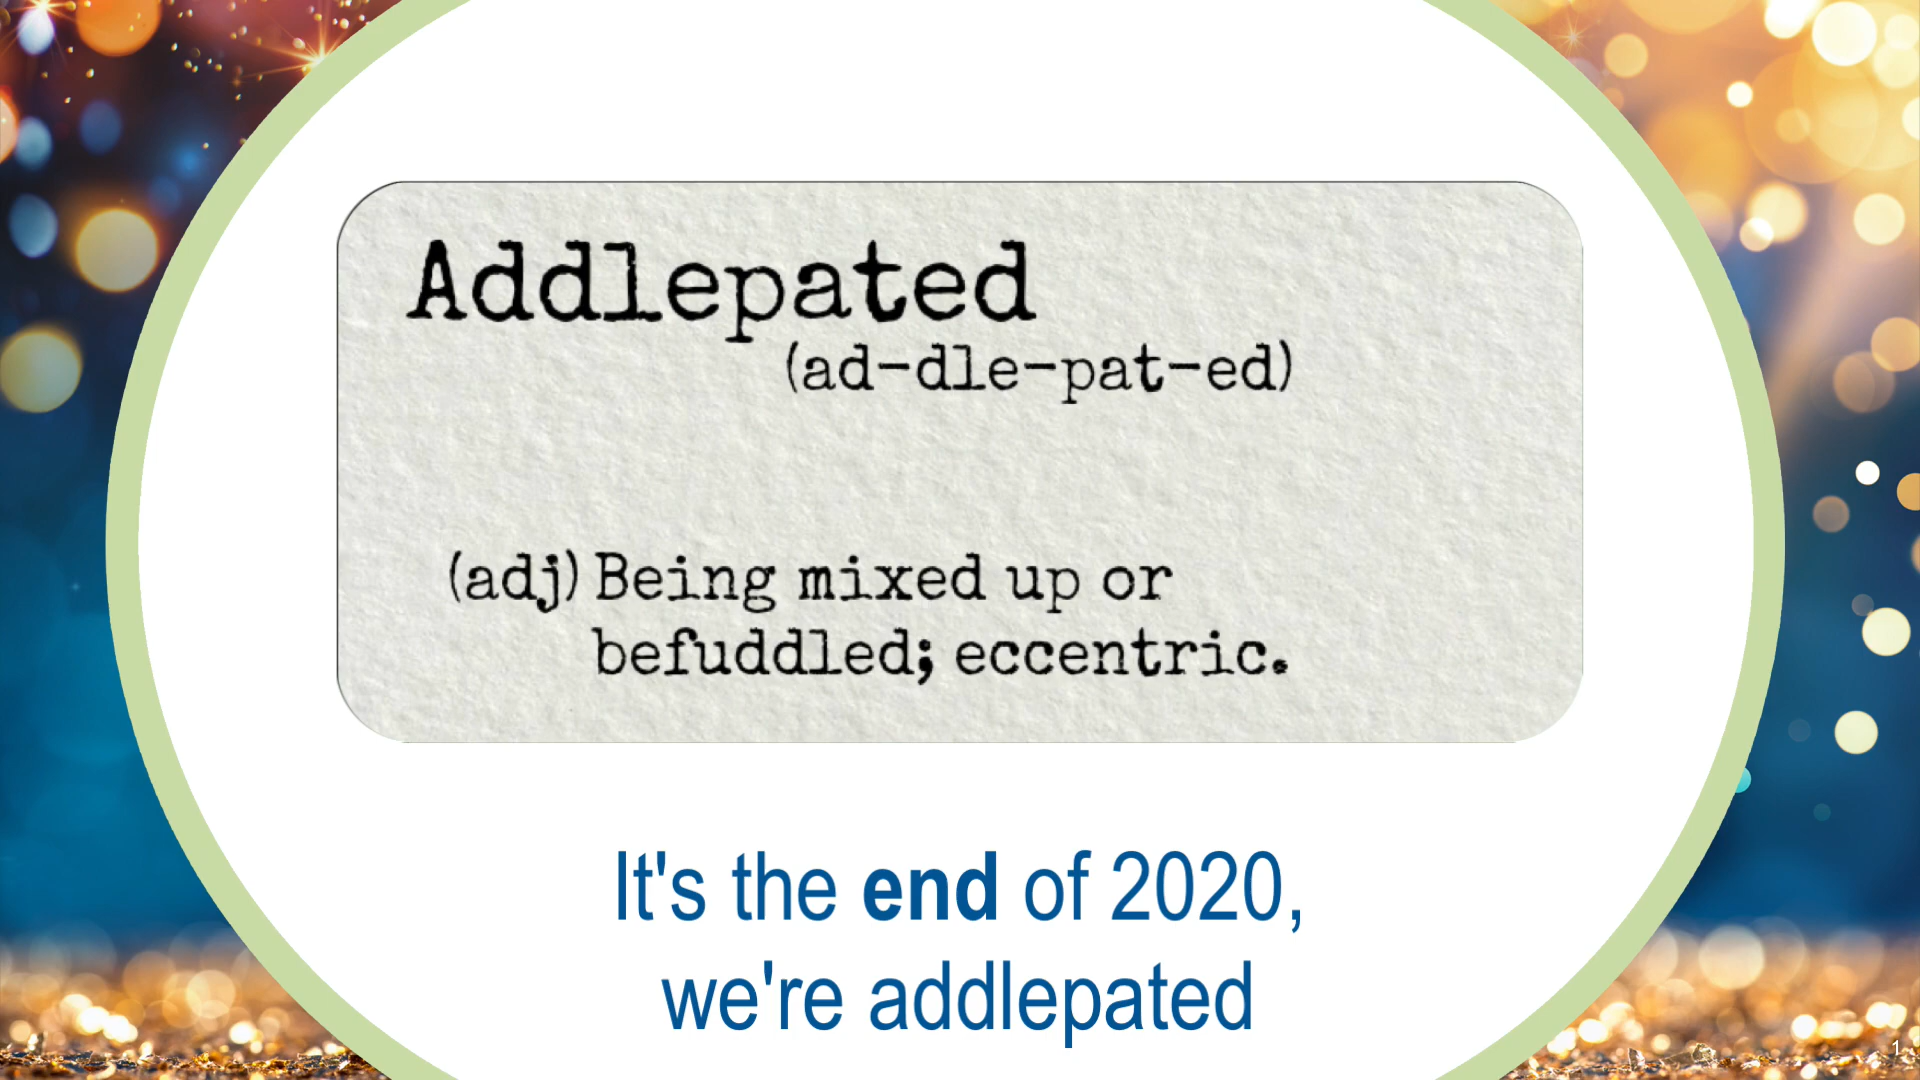 Addlepated
(ad-dle-pat-ed)
(adj) Being mixed up or
befuddled; eccentric.
It's the end of 2020,
we're addlepated
1